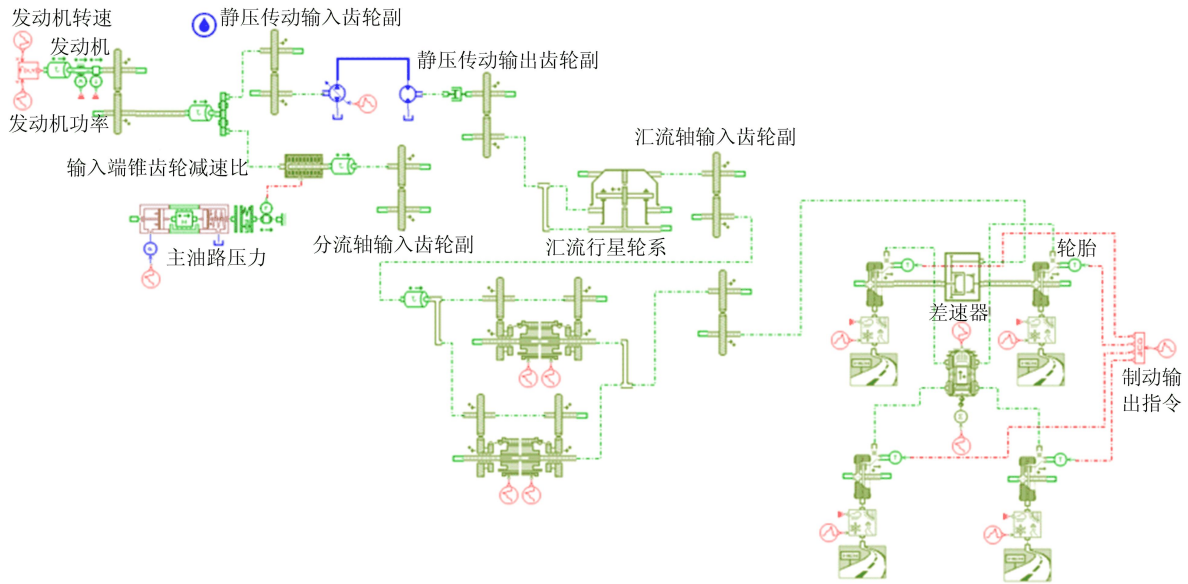 发动机转速
静压传动输入齿轮副
发动机
静压传动输出齿轮副
发动机功率
汇流轴输入齿轮副
输入端锥齿轮减速比
分流轴输入齿轮副
汇流行星轮系
轮胎
主油路压力
差速器
制动输
出指令